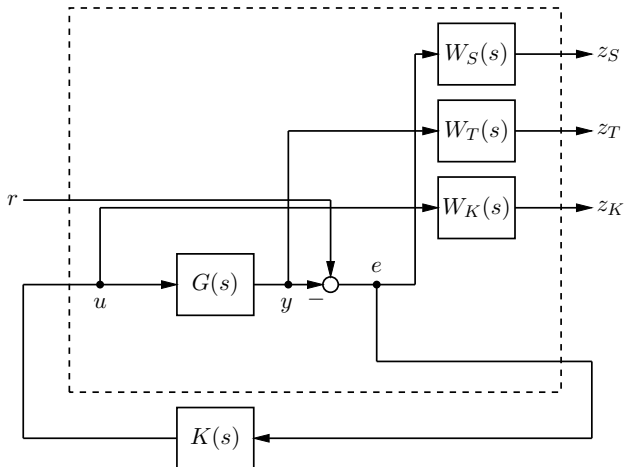 W_S(s) z_S
W_T(s) z_T
r
W_K(s) z_K
e
G(s)
u y −
K(s)